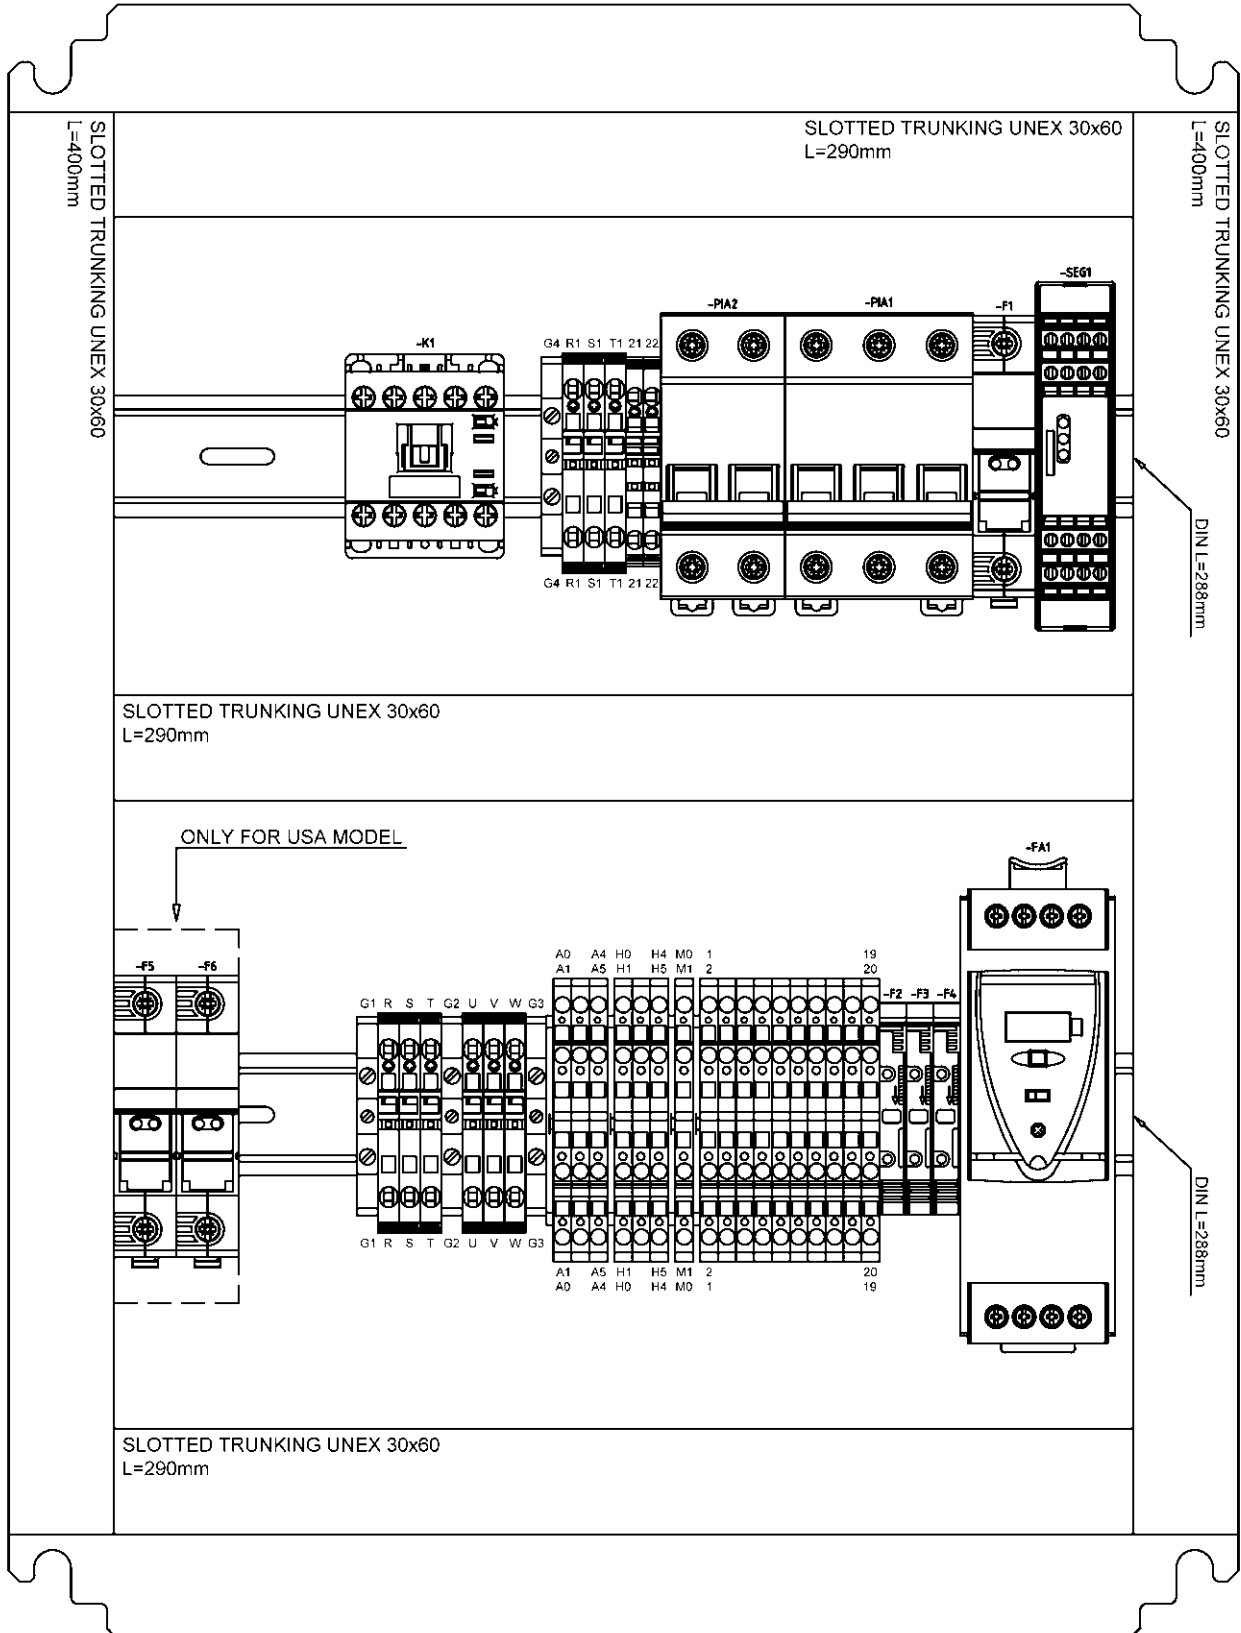 SLOTTED TRUNKING UNEX 30x60
L=400mm
SLOTTED TRUNKING UNEX 30x60
L=290mm
SLOTTED TRUNKING UNEX 30x60
L=400mm
-SEG1
-PIA2
-PIA1
-F1
-K1
G4 R1 S1 T1 21 22
G4 R1 S1 T1 21 22
DIN L=288mm
SLOTTED TRUNKING UNEX 30x60
L=290mm
ONLY FOR USA MODEL
-FA1
-F5
-F6
A0 A4 H0 H4 M0 1 19
A1 A5 H1 H5 M1 2 20
-F2 -F3 -F4
G1 R S T G2 U V W G3
G1 R S T G2 U V W G3
A1 A5 H1 H5 M1 2 20
A0 A4 H0 H4 M0 1 19
DIN L=288mm
SLOTTED TRUNKING UNEX 30x60
L=290mm